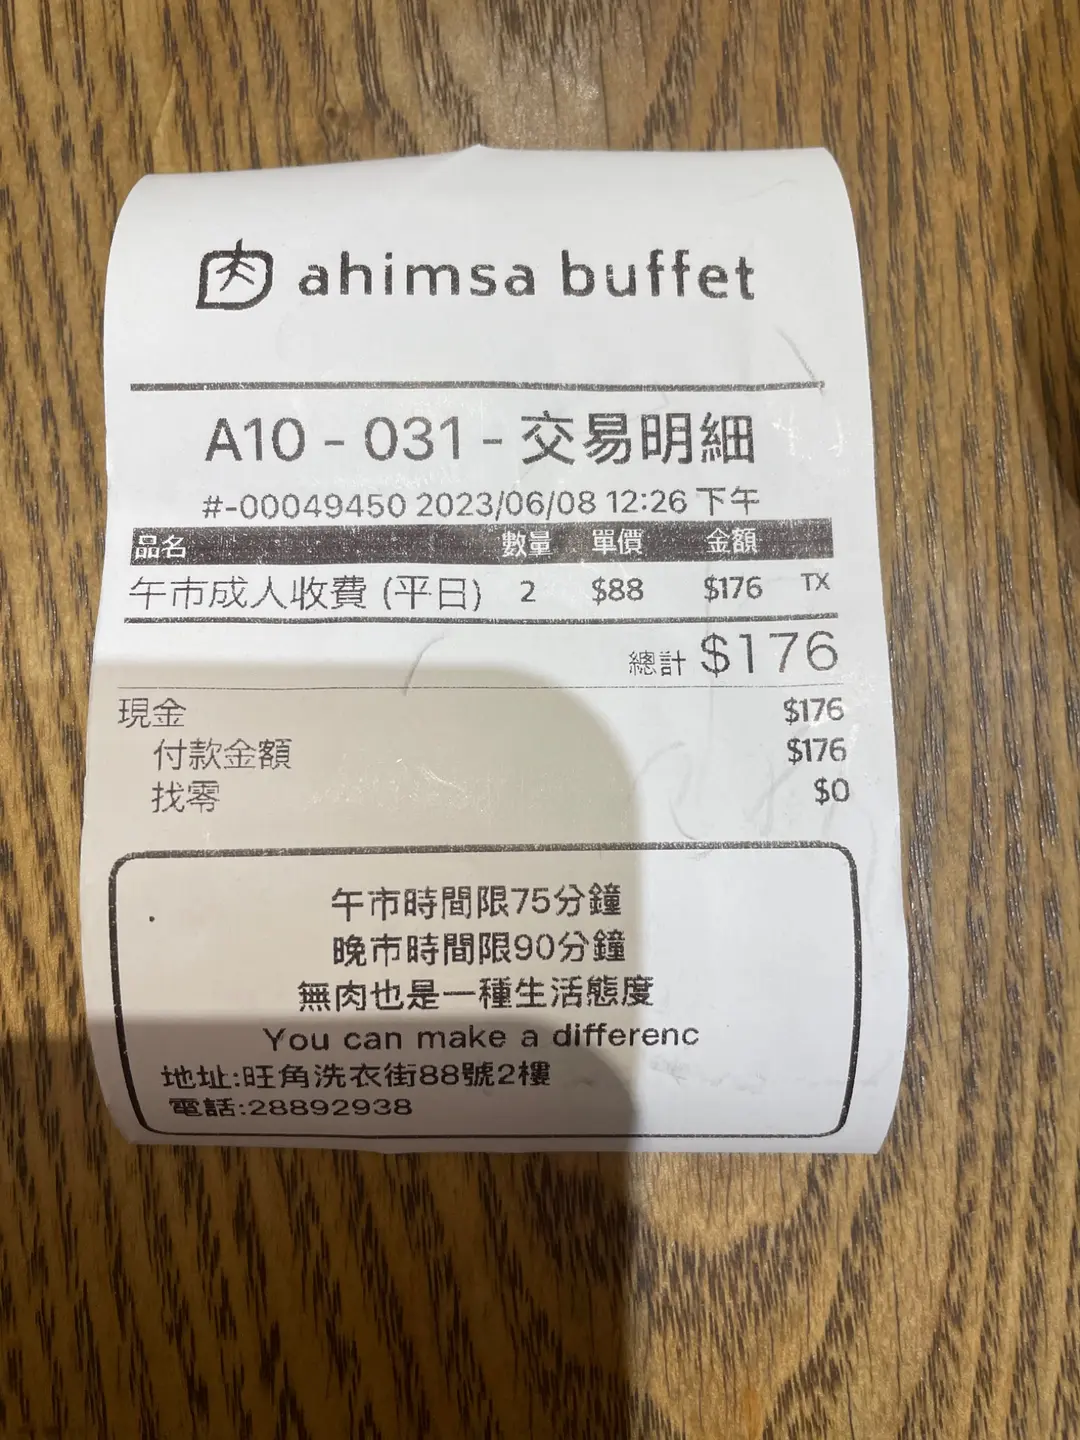 ahimsa buffet
A10 - 031 - 交易明細
#-00049450 2023/06/08 12:26 下午
品名 數量 單價 金額
午市成人收費 (平日) 2 $88 $176 TX
總計 $176
現金 $176
付款金額 $176
找零 $0
午市時間限75分鐘
晚市時間限90分鐘
無肉也是一種生活態度
You can make a differenc
地址:旺角洗衣街88號2樓
電話:28892938